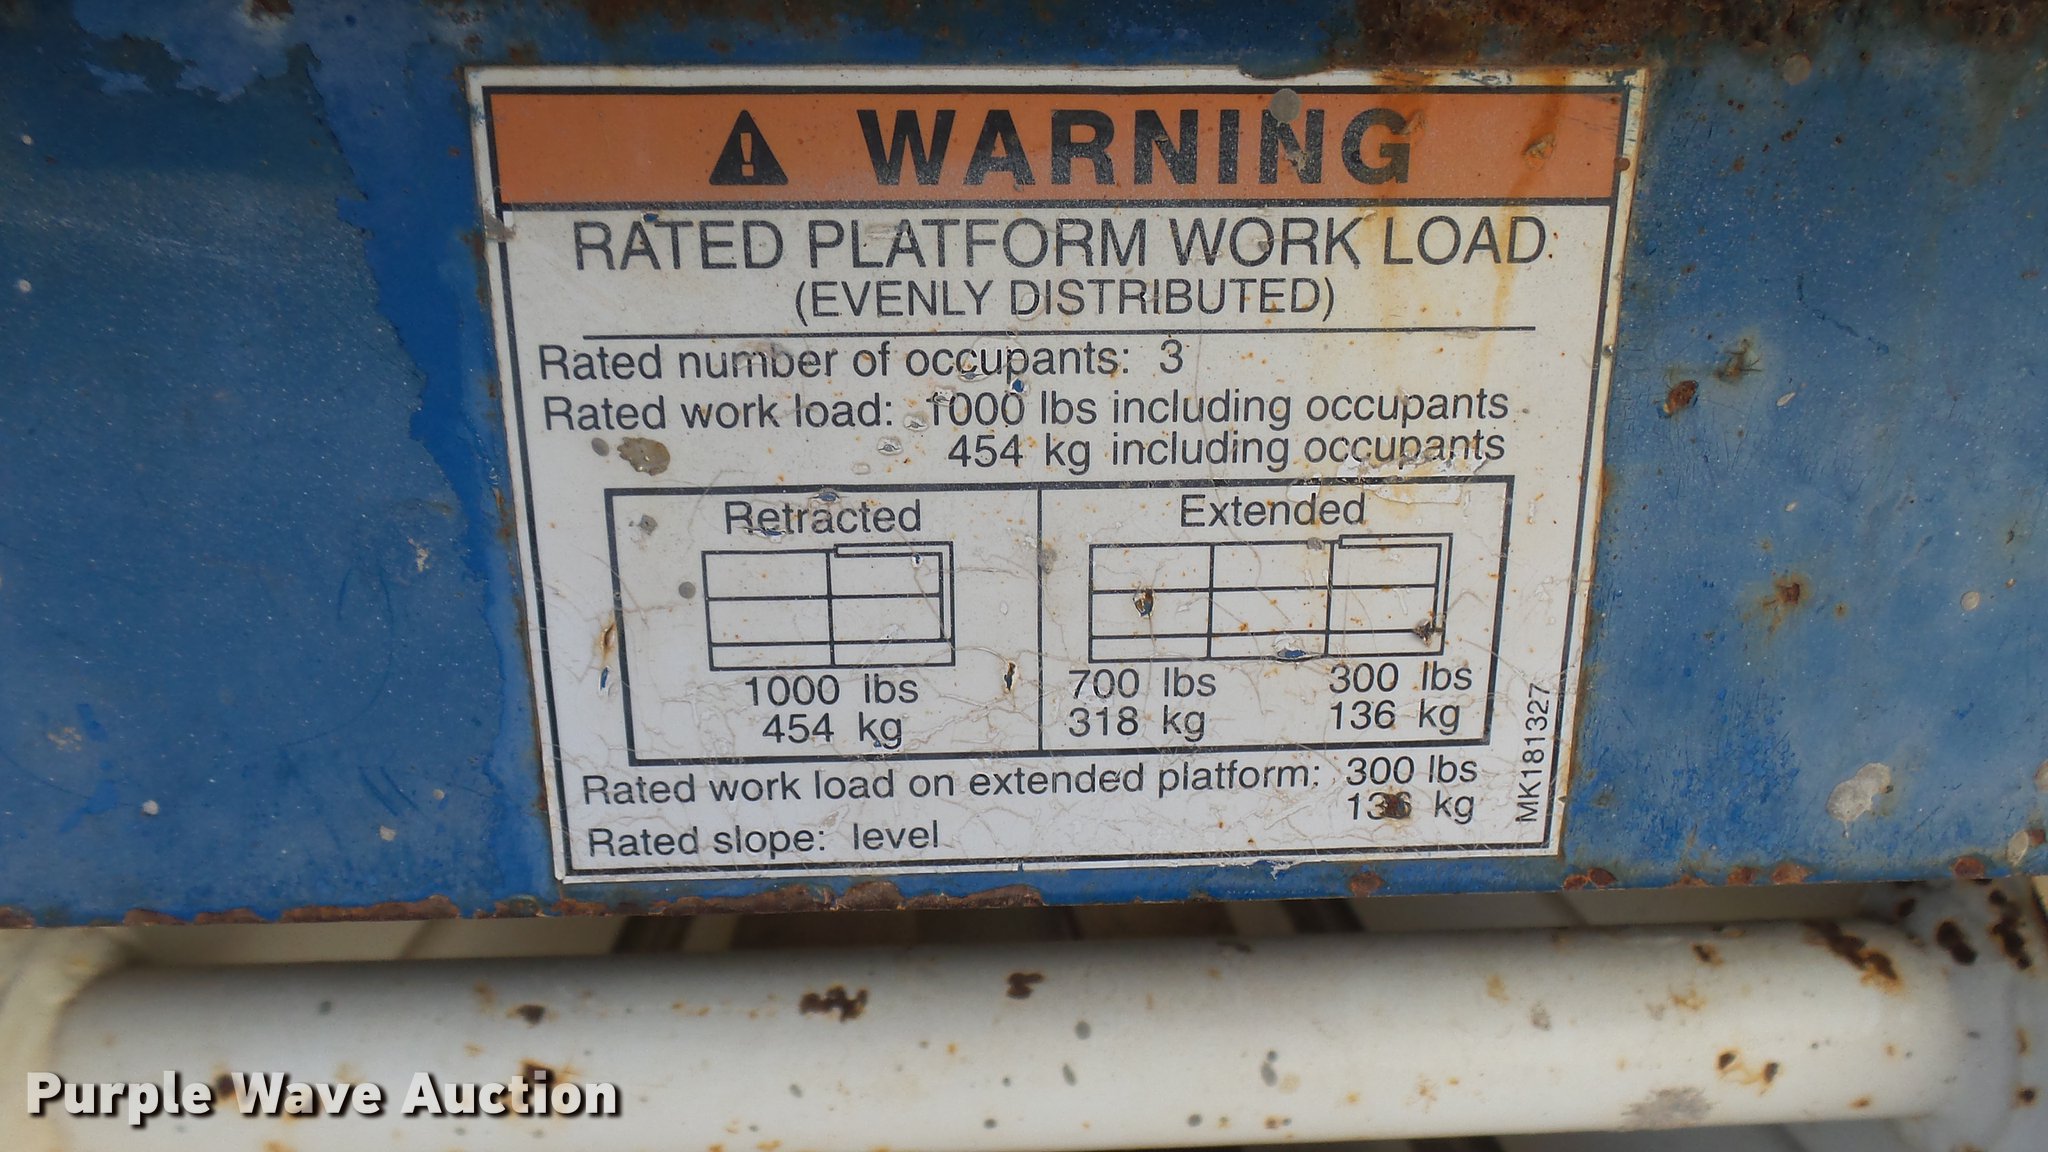 WARNING
RATED PLATFORM WORK LOAD
(EVENLY DISTRIBUTED)
Rated number of occupants: 3
Rated work load: 1000 lbs including occupants
454 kg including occupants
Retracted
1000 lbs
454 kg
Extended
700 lbs 300 lbs
318 kg 136 kg
Rated work load on extended platform: 300 lbs
136 kg
Rated slope: level
MK181327
Purple Wave Auction